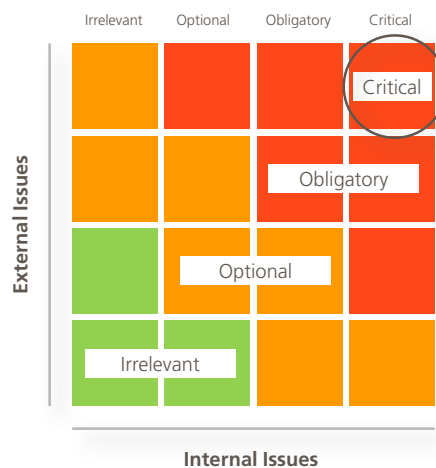 Irrelevant Optional Obligatory Critical
Critical
Obligatory
Optional
Irrelevant
External Issues
Internal Issues